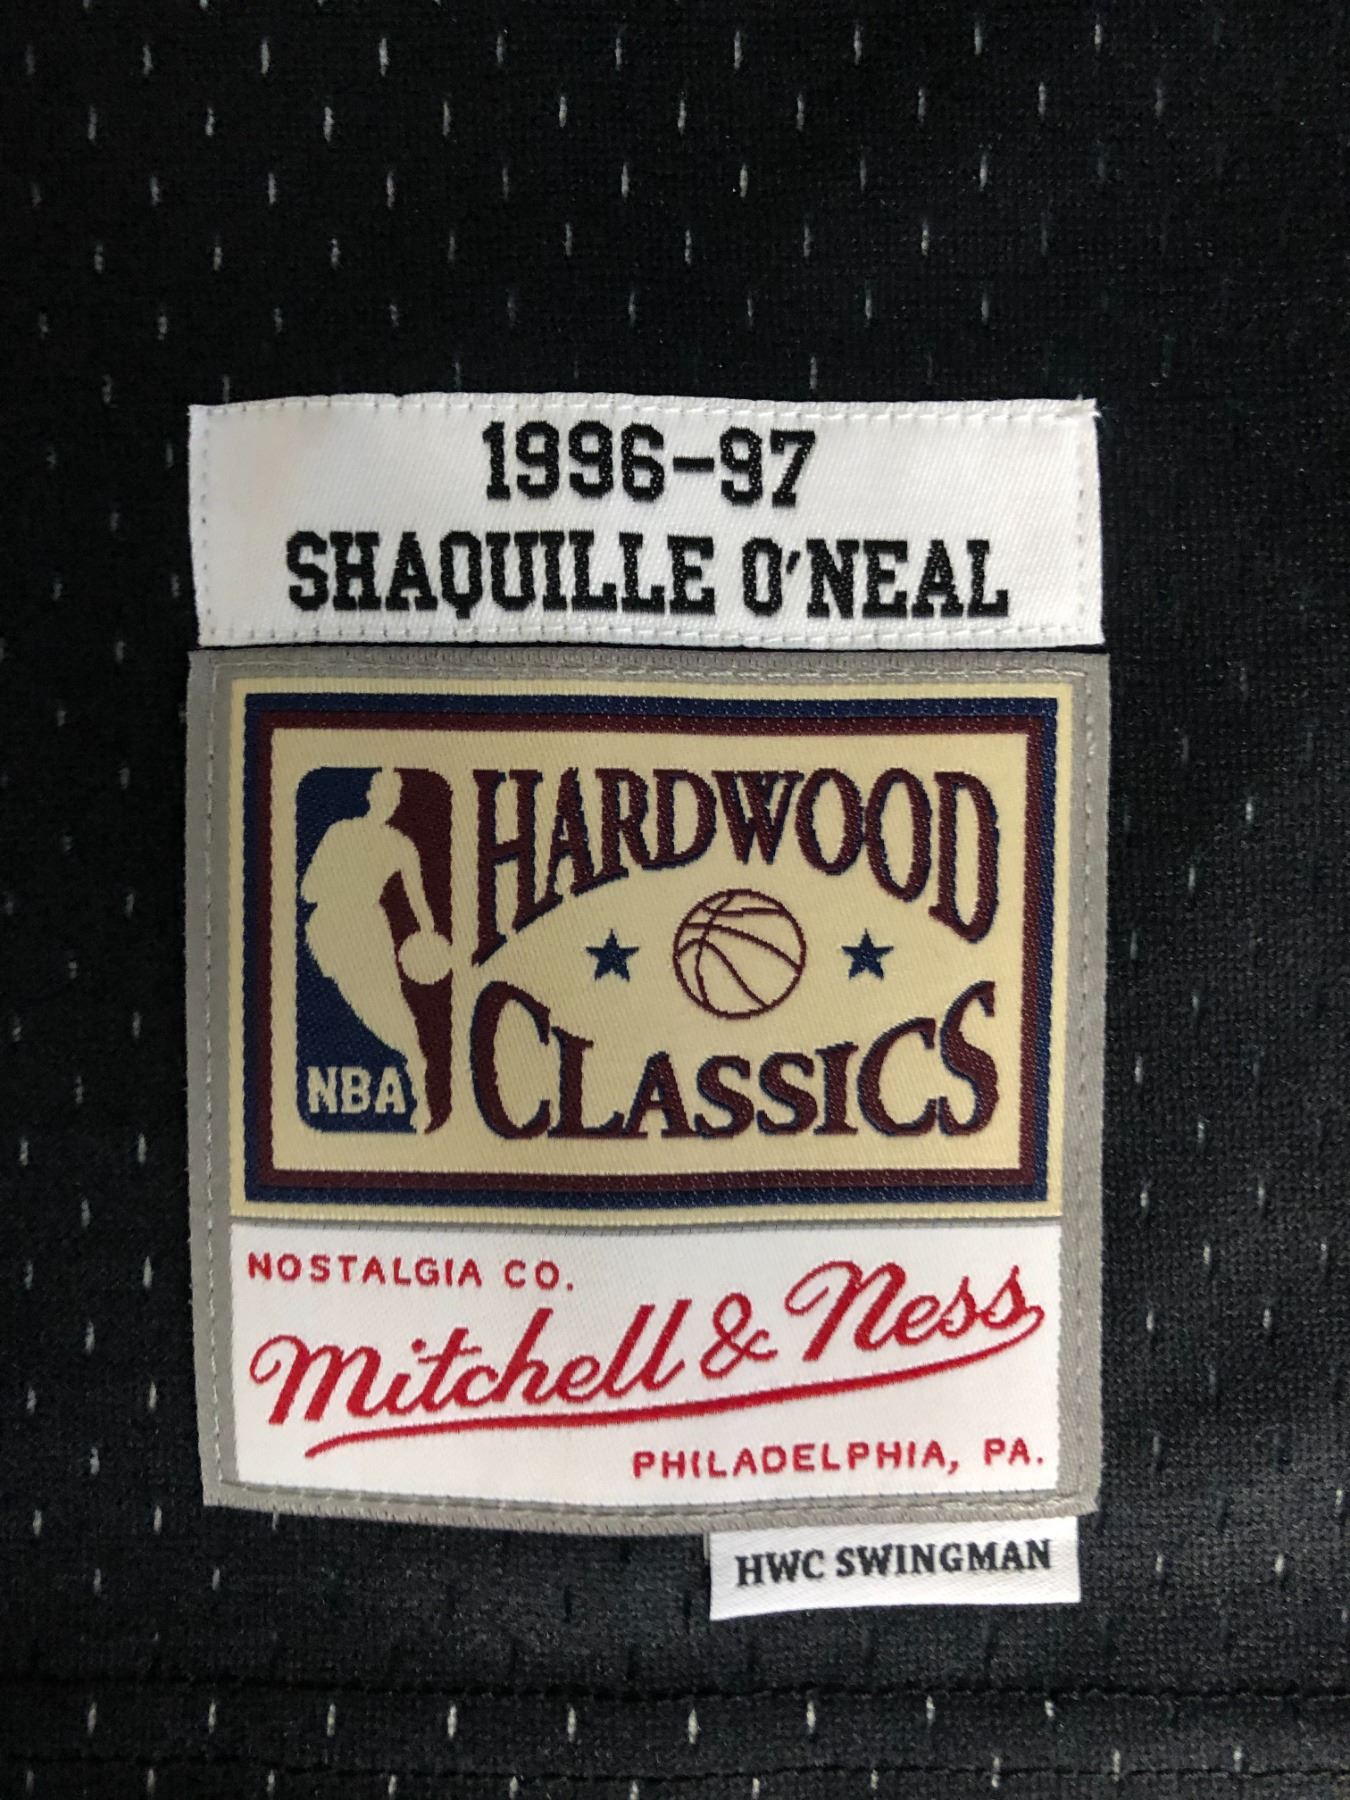 1996-97
SHAQUILLE O'NEAL
HARDWOOD
CLASSICS
NBA
NOSTALGIA CO.
Mitchell & Ness
PHILADELPHIA, PA.
HWC SWINGMAN